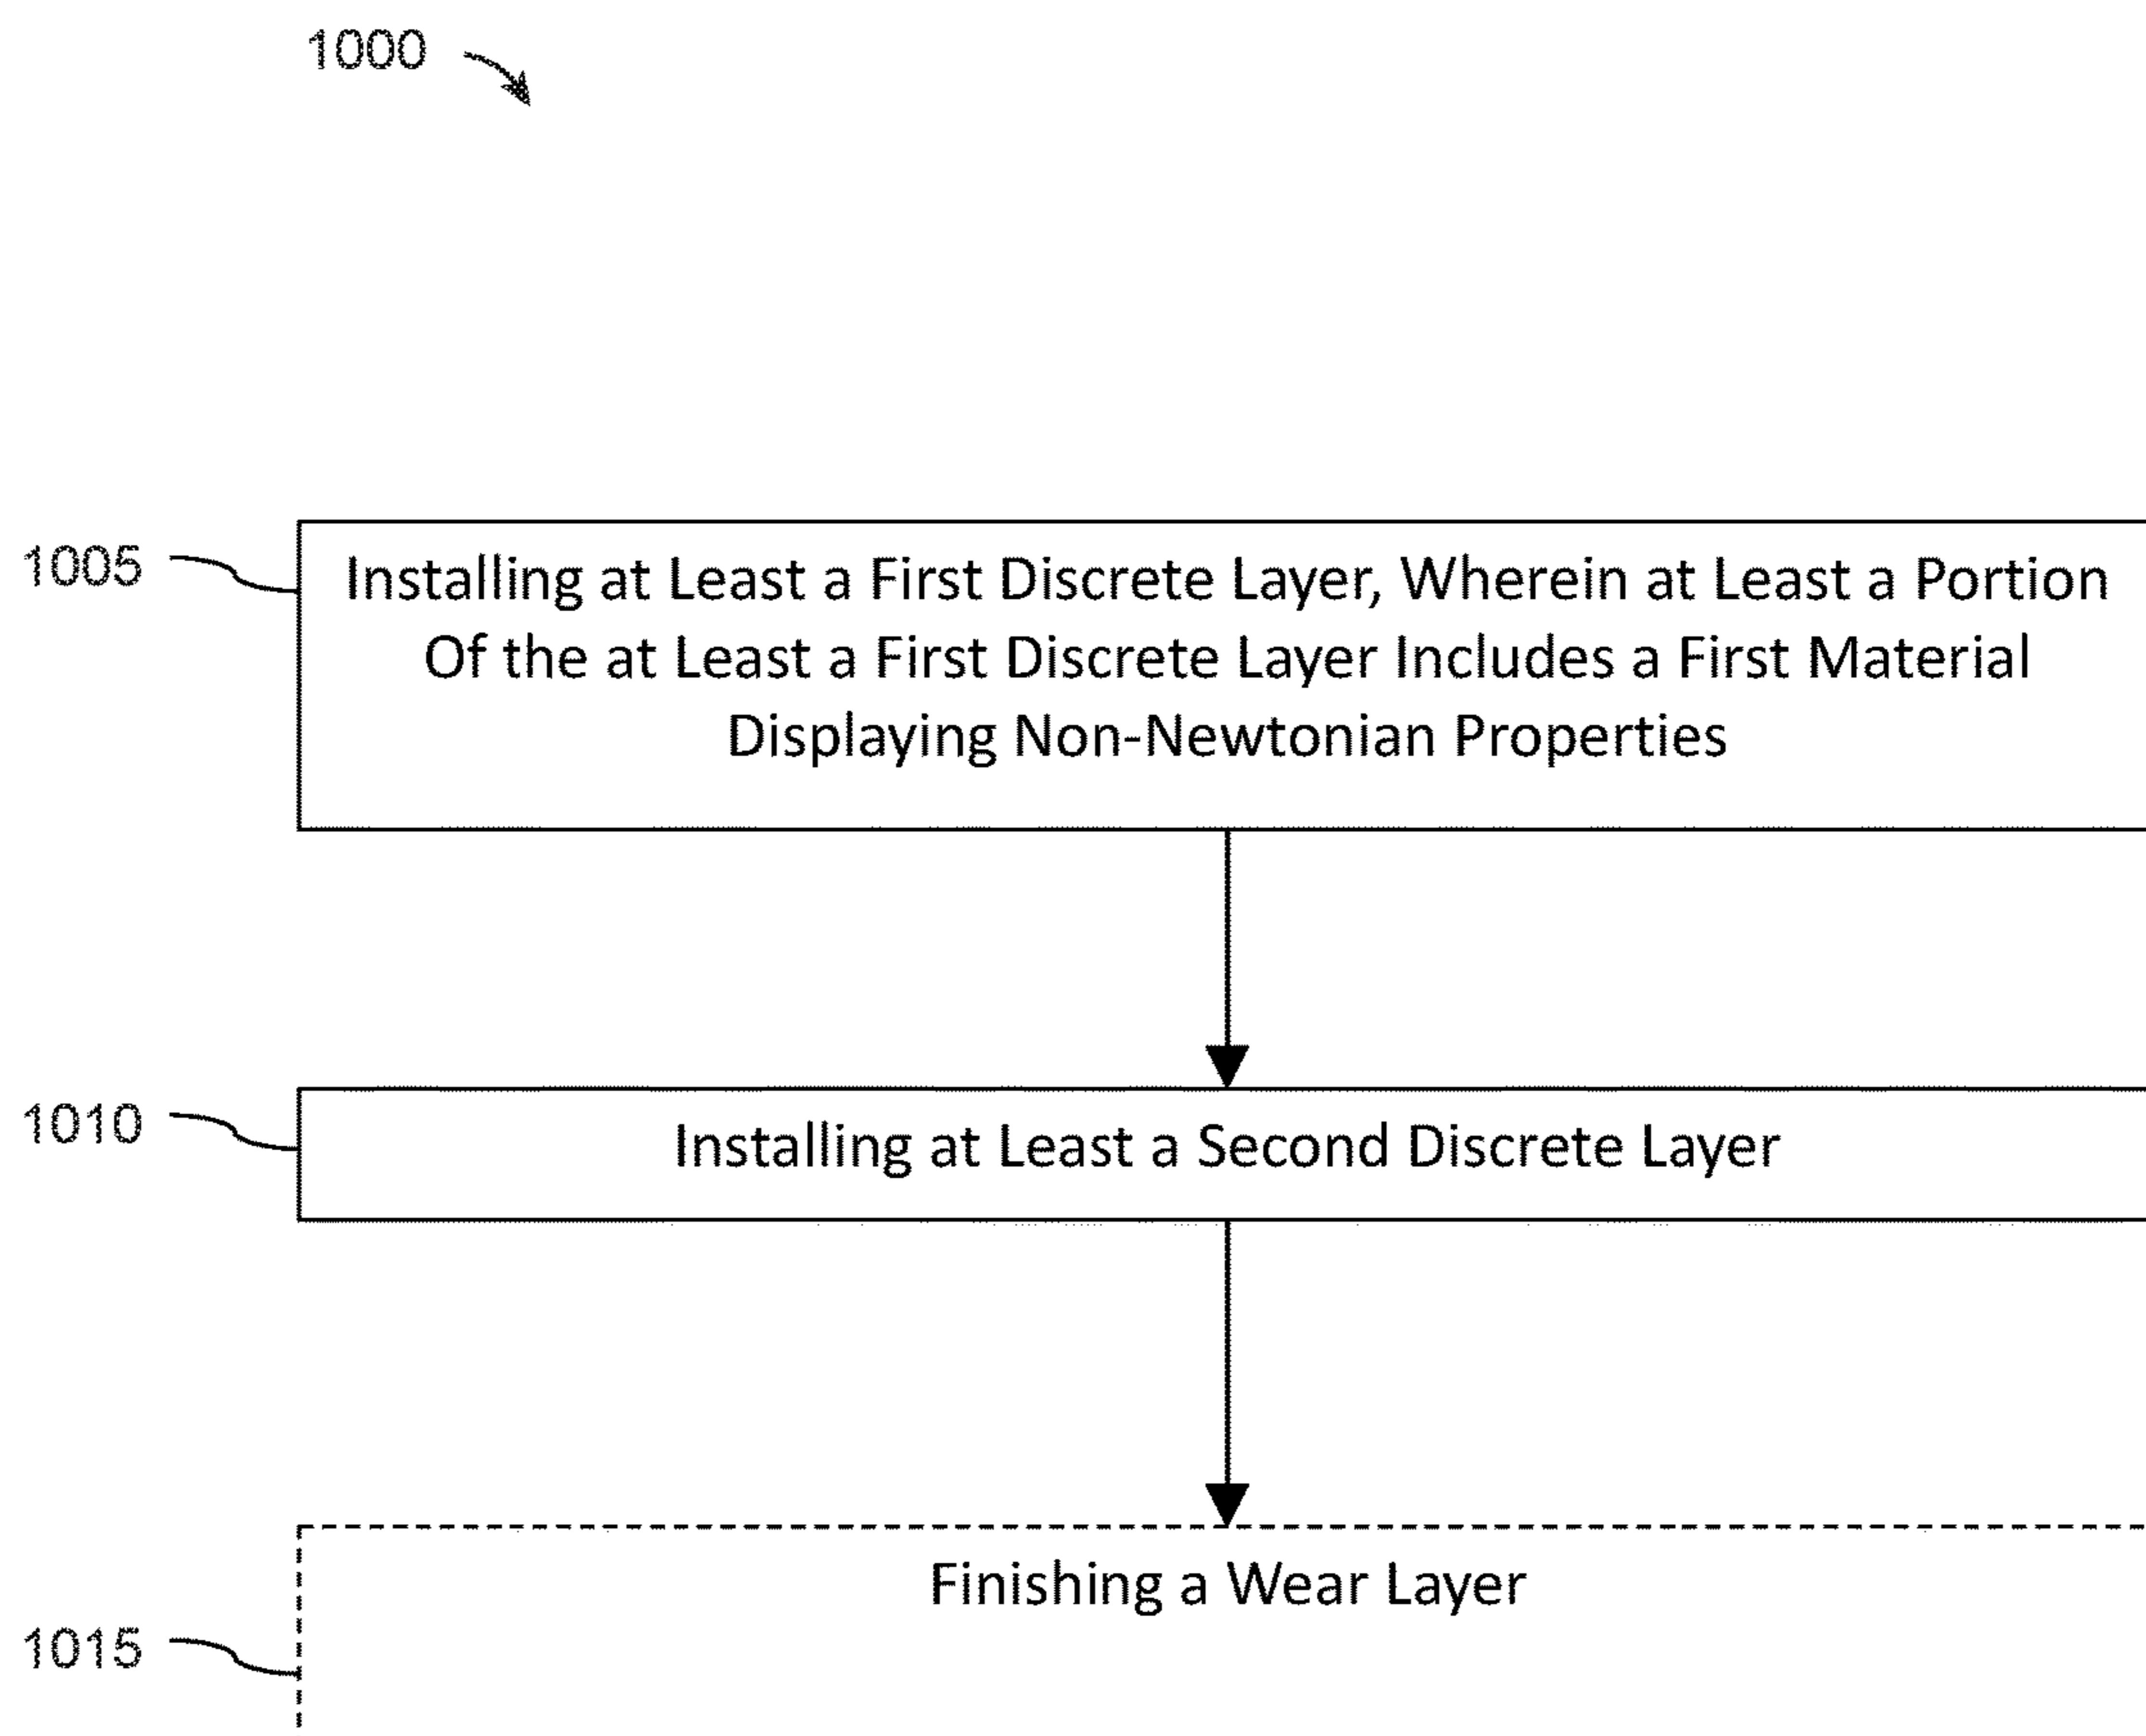 1000
1005
Installing at Least a First Discrete Layer, Wherein at Least a Portion
Of the at Least a First Discrete Layer Includes a First Material
Displaying Non-Newtonian Properties
1010
Installing at Least a Second Discrete Layer
Finishing a Wear Layer
1015